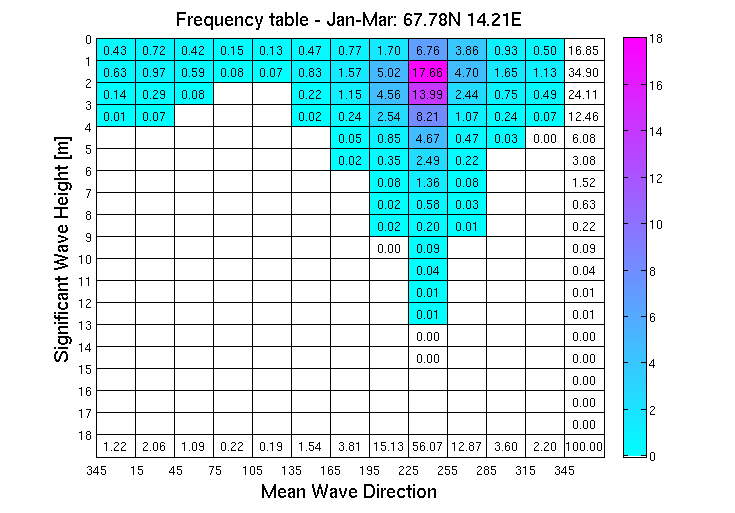 Frequency table - Jan-Mar: 67.78N 14.21E
0
0.43 0.72 0.42 0.15 0.13 0.47 0.77 1.70 6.76 3.86 0.93 0.50 16.85
1
0.63 0.97 0.59 0.08 0.07 0.83 1.57 5.02 17.66 4.70 1.65 1.13 34.90
2
0.14 0.29 0.08 0.22 1.15 4.56 13.99 2.44 0.75 0.49 24.11
3
0.01 0.07 0.02 0.24 2.54 8.21 1.07 0.24 0.07 12.46
4
0.05 0.85 4.67 0.47 0.03 0.00 6.08
5
0.02 0.35 2.49 0.22 3.08
6
0.08 1.36 0.08 1.52
7
0.02 0.58 0.03 0.63
8
0.02 0.20 0.01 0.22
9
0.00 0.09 0.09
10
0.04 0.04
11
0.01 0.01
12
0.01 0.01
13
0.00 0.00
14
0.00 0.00
15
0.00
16
0.00
17
0.00
18
1.22 2.06 1.09 0.22 0.19 1.54 3.81 15.13 56.07 12.87 3.60 2.20 100.00
345 15 45 75 105 135 165 195 225 255 285 315 345
Mean Wave Direction
Significant Wave Height [m]
18
16
14
12
10
8
6
4
2
0